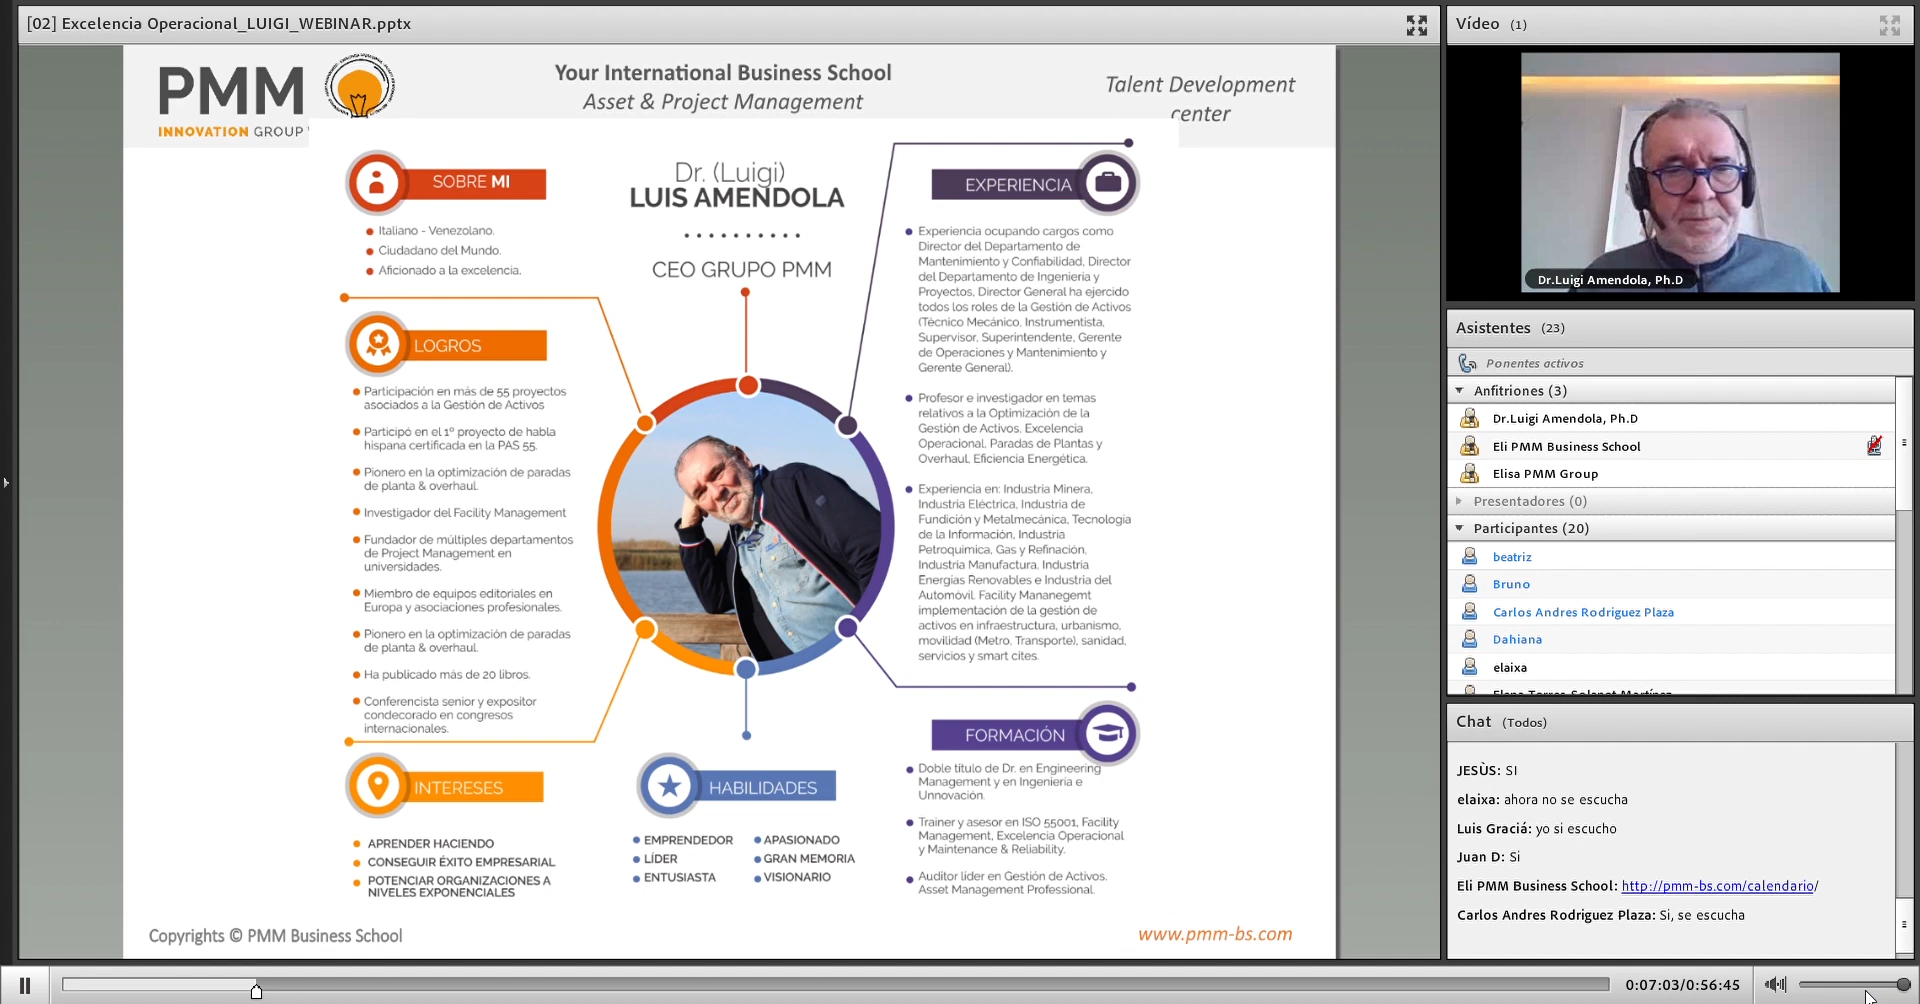 [02] Excelencia Operacional_LUIGI_WEBINAR.pptx
PMM
INNOVATION GROUP
Your International Business School
Asset & Project Management
Talent Development
center
SOBRE MI
Italiano - Venezolano.
Ciudadano del Mundo.
Aficionado a la excelencia.
LOGROS
Participación en más de 55 proyectos
asociados a la Gestión de Activos
Participó en el 1º proyecto de habla
hispana certificada en la PAS 55.
Pionero en la optimización de paradas
de planta & overhaul.
Investigador del Facility Management
Fundador de múltiples departamentos
de Project Management en
universidades.
Miembro de equipos editoriales en
Europa y asociaciones profesionales.
Pionero en la optimización de paradas
de planta & overhaul.
Ha publicado más de 20 libros.
Conferencista senior y expositor
condecorado en congresos
internacionales.
INTERESES
APRENDER HACIENDO
CONSEGUIR ÉXITO EMPRESARIAL
POTENCIAR ORGANIZACIONES A
NIVELES EXPONENCIALES
Dr. (Luigi)
LUIS AMENDOLA
CEO GRUPO PMM
HABILIDADES
EMPRENDEDOR
LÍDER
ENTUSIASTA
APASIONADO
GRAN MEMORIA
VISIONARIO
EXPERIENCIA
Experiencia ocupando cargos como
Director del Departamento de
Mantenimiento y Confiabilidad, Director
del Departamento de Ingenieria y
Proyectos, Director General ha ejercido
todos los roles de la Gestión de Activos
(Técnico Mecánico, Instrumentista,
Supervisor, Superintendente, Gerente
de Operaciones y Mantenimiento y
Gerente General).
Profesor e investigador en temas
relativos a la Optimización de la
Gestión de Activos, Excelencia
Operacional, Paradas de Plantas y
Overhaul, Eficiencia Energética.
Experiencia en: Industria Minera,
Industria Eléctrica, Industria de
Fundición y Metalmecánica, Tecnología
de la Información, Industria
Petroquimica, Gas y Refinación,
Industria Manufactura, Industria
Energías Renovables e Industria del
Automóvil. Facility Mananegemt
implementación de la gestión de
activos en infraestructura, urbanismo,
movilidad (Metro, Transporte), sanidad,
servicios y smart cites.
FORMACIÓN
Doble título de Dr. en Engineering
Management y en Ingenieria e
Unnovación.
Trainer y asesor en ISO 55001, Facility
Management, Excelencia Operacional
y Maintenance & Reliability.
Auditor líder en Gestión de Activos.
Asset Management Professional.
Copyrights © PMM Business School
www.pmm-bs.com
Vídeo (1)
Dr.Luigi Amendola, Ph.D
Asistentes (23)
Ponentes activos
Anfitriones (3)
Dr.Luigi Amendola, Ph.D
Eli PMM Business School
Elisa PMM Group
Presentadores (0)
Participantes (20)
beatriz
Bruno
Carlos Andres Rodriguez Plaza
Dahiana
elaixa
Elena Torres-Solanot Martínez
Chat (Todos)
JESÙS: SI
elaixa: ahora no se escucha
Luis Graciá: yo si escucho
Juan D: Si
Eli PMM Business School: http://pmm-bs.com/calendario/
Carlos Andres Rodriguez Plaza: Si, se escucha
0:07:03/0:56:45